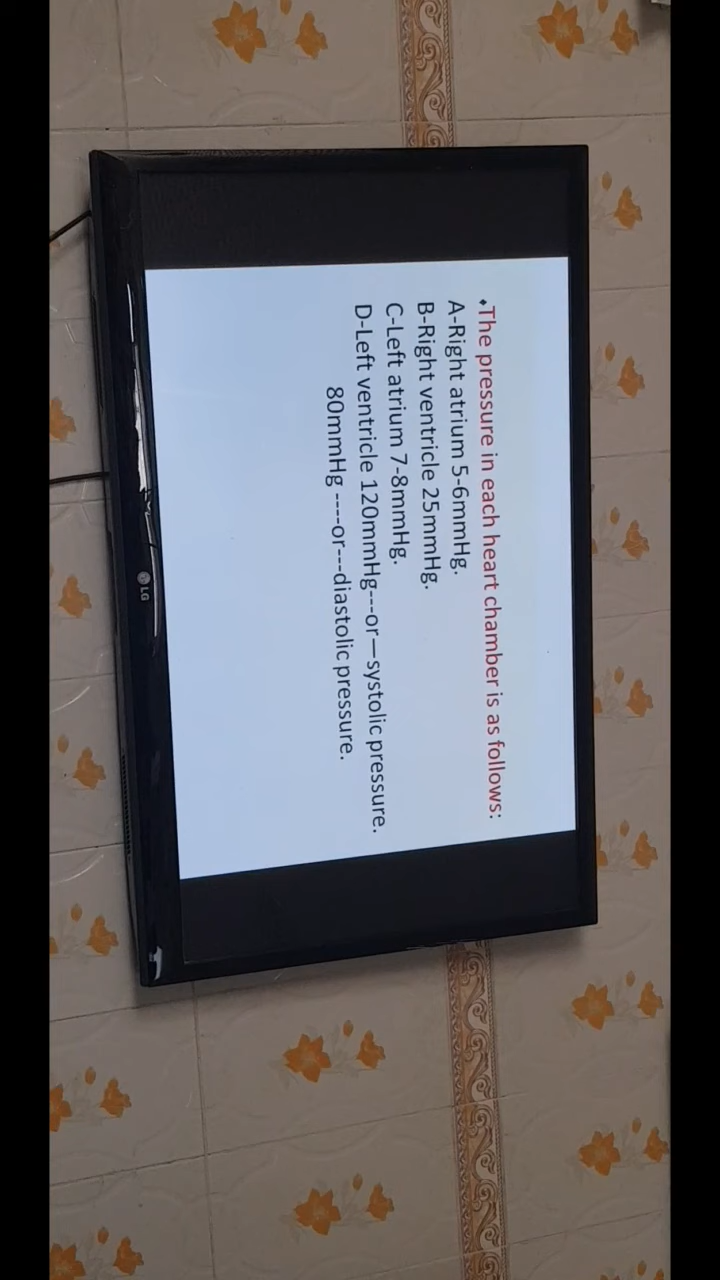 •The pressure in each heart chamber is as follows:
A-Right atrium 5-6mmHg.
B-Right ventricle 25mmHg.
C-Left atrium 7-8mmHg.
D-Left ventricle 120mmHg---or—systolic pressure.
80mmHg ----or---diastolic pressure.
LG